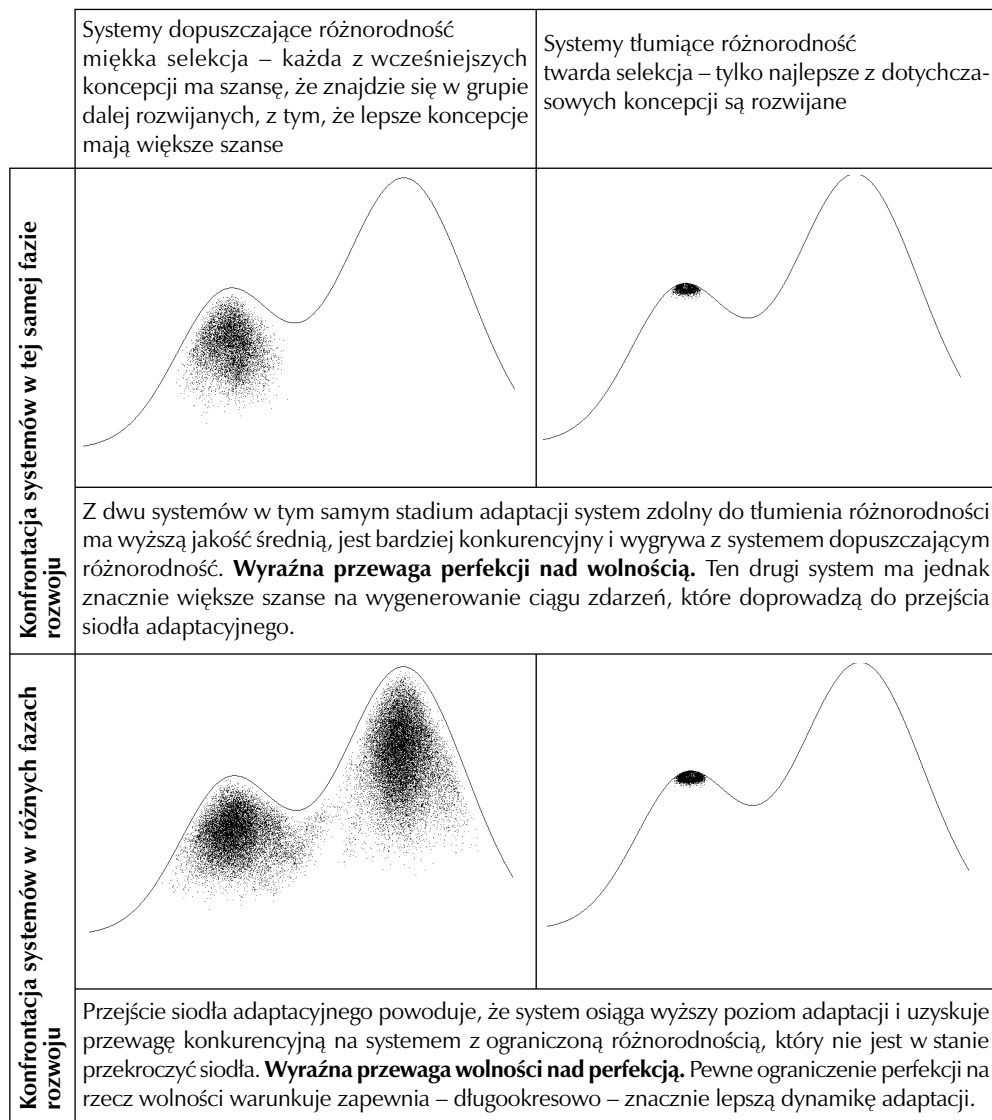 Systemy dopuszczające różnorodność
miękka selekcja – każda z wcześniejszych
koncepcji ma szansę, że znajdzie się w grupie
dalej rozwijanych, z tym, że lepsze koncepcje
mają większe szanse
Systemy tłumiące różnorodność
twarda selekcja – tylko najlepsze z dotychcza-
sowych koncepcji są rozwijane
Konfrontacja systemów w tej samej fazie
rozwoju
Z dwu systemów w tym samym stadium adaptacji system zdolny do tłumienia różnorodności
ma wyższą jakość średnią, jest bardziej konkurencyjny i wygrywa z systemem dopuszczającym
różnorodność. Wyraźna przewaga perfekcji nad wolnością. Ten drugi system ma jednak
znacznie większe szanse na wygenerowanie ciągu zdarzeń, które doprowadzą do przejścia
siodła adaptacyjnego.
Konfrontacja systemów w różnych fazach
rozwoju
Przejście siodła adaptacyjnego powoduje, że system osiąga wyższy poziom adaptacji i uzyskuje
przewagę konkurencyjną na systemem z ograniczoną różnorodnością, który nie jest w stanie
przekroczyć siodła. Wyraźna przewaga wolności nad perfekcją. Pewne ograniczenie perfekcji na
rzecz wolności warunkuje zapewnia – długookresowo – znacznie lepszą dynamikę adaptacji.